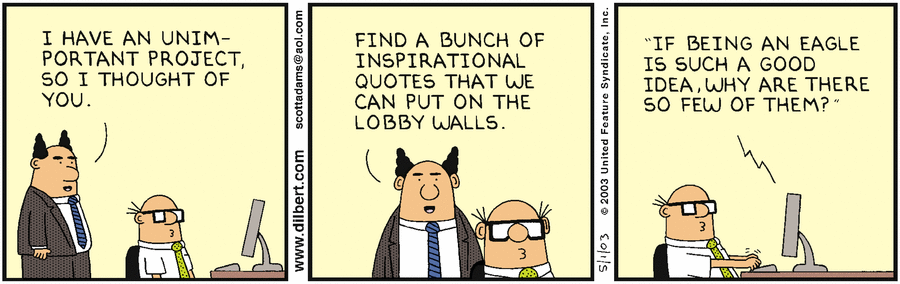 I HAVE AN UNIM-
PORTANT PROJECT,
SO I THOUGHT OF
YOU.
www.dilbert.com scottadams@aol.com
FIND A BUNCH OF
INSPIRATIONAL
QUOTES THAT WE
CAN PUT ON THE
LOBBY WALLS.
5/1/03 © 2003 United Feature Syndicate, Inc.
"IF BEING AN EAGLE
IS SUCH A GOOD
IDEA, WHY ARE THERE
SO FEW OF THEM?"